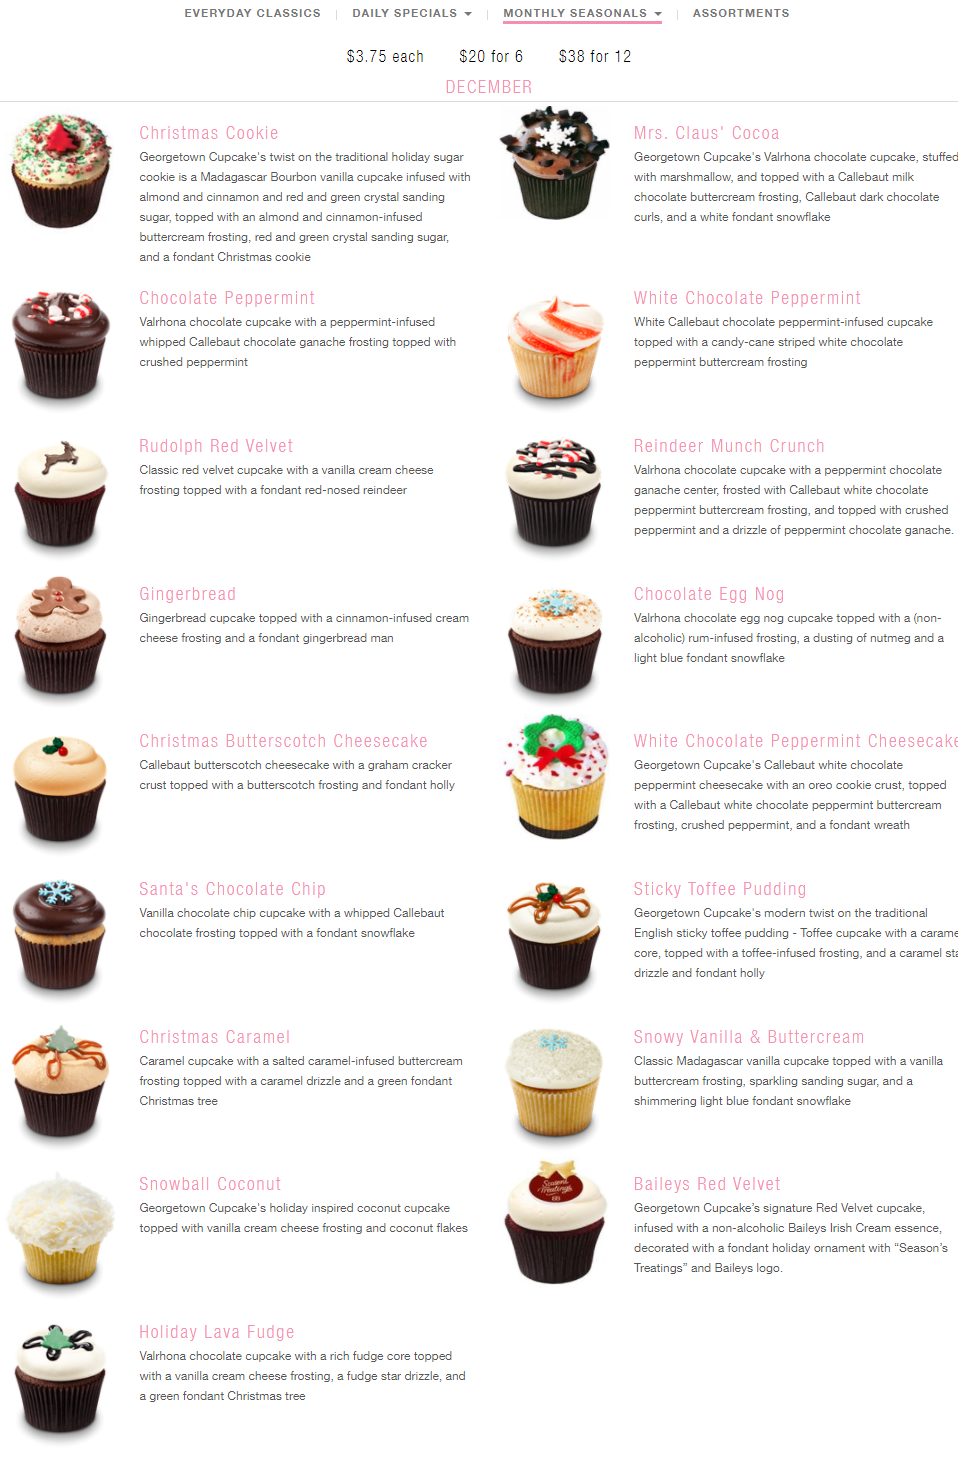 EVERYDAY CLASSICS
DAILY SPECIALS
MONTHLY SEASONALS
ASSORTMENTS
$3.75 each $20 for 6 $38 for 12
DECEMBER
Christmas Cookie
Georgetown Cupcake's twist on the traditional holiday sugar
cookie is a Madagascar Bourbon vanilla cupcake infused with
almond and cinnamon and red and green crystal sanding
sugar, topped with an almond and cinnamon-infused
buttercream frosting, red and green crystal sanding sugar,
and a fondant Christmas cookie
Mrs. Claus' Cocoa
Georgetown Cupcake's Valrhona chocolate cupcake, stuffed
with marshmallow, and topped with a Callebaut milk
chocolate buttercream frosting, Callebaut dark chocolate
curls, and a white fondant snowflake
Chocolate Peppermint
Valrhona chocolate cupcake with a peppermint-infused
whipped Callebaut chocolate ganache frosting topped with
crushed peppermint
White Chocolate Peppermint
White Callebaut chocolate peppermint-infused cupcake
topped with a candy-cane striped white chocolate
peppermint buttercream frosting
Rudolph Red Velvet
Classic red velvet cupcake with a vanilla cream cheese
frosting topped with a fondant red-nosed reindeer
Reindeer Munch Crunch
Valrhona chocolate cupcake with a peppermint chocolate
ganache center, frosted with Callebaut white chocolate
peppermint buttercream frosting, and topped with crushed
peppermint and a drizzle of peppermint chocolate ganache.
Gingerbread
Gingerbread cupcake topped with a cinnamon-infused cream
cheese frosting and a fondant gingerbread man
Chocolate Egg Nog
Valrhona chocolate egg nog cupcake topped with a (non-
alcoholic) rum-infused frosting, a dusting of nutmeg and a
light blue fondant snowflake
Christmas Butterscotch Cheesecake
Callebaut butterscotch cheesecake with a graham cracker
crust topped with a butterscotch frosting and fondant holly
White Chocolate Peppermint Cheesecake
Georgetown Cupcake's Callebaut white chocolate
peppermint cheesecake with an oreo cookie crust, topped
with a Callebaut white chocolate peppermint buttercream
frosting, crushed peppermint, and a fondant wreath
Santa's Chocolate Chip
Vanilla chocolate chip cupcake with a whipped Callebaut
chocolate frosting topped with a fondant snowflake
Sticky Toffee Pudding
Georgetown Cupcake's modern twist on the traditional
English sticky toffee pudding - Toffee cupcake with a carame
core, topped with a toffee-infused frosting, and a caramel sta
drizzle and fondant holly
Christmas Caramel
Caramel cupcake with a salted caramel-infused buttercream
frosting topped with a caramel drizzle and a green fondant
Christmas tree
Snowy Vanilla & Buttercream
Classic Madagascar vanilla cupcake topped with a vanilla
buttercream frosting, sparkling sanding sugar, and a
shimmering light blue fondant snowflake
Snowball Coconut
Georgetown Cupcake's holiday inspired coconut cupcake
topped with vanilla cream cheese frosting and coconut flakes
Season's
Treatings
Baileys Red Velvet
Georgetown Cupcake's signature Red Velvet cupcake,
infused with a non-alcoholic Baileys Irish Cream essence,
decorated with a fondant holiday ornament with “Season's
Treatings” and Baileys logo.
Holiday Lava Fudge
Valrhona chocolate cupcake with a rich fudge core topped
with a vanilla cream cheese frosting, a fudge star drizzle, and
a green fondant Christmas tree